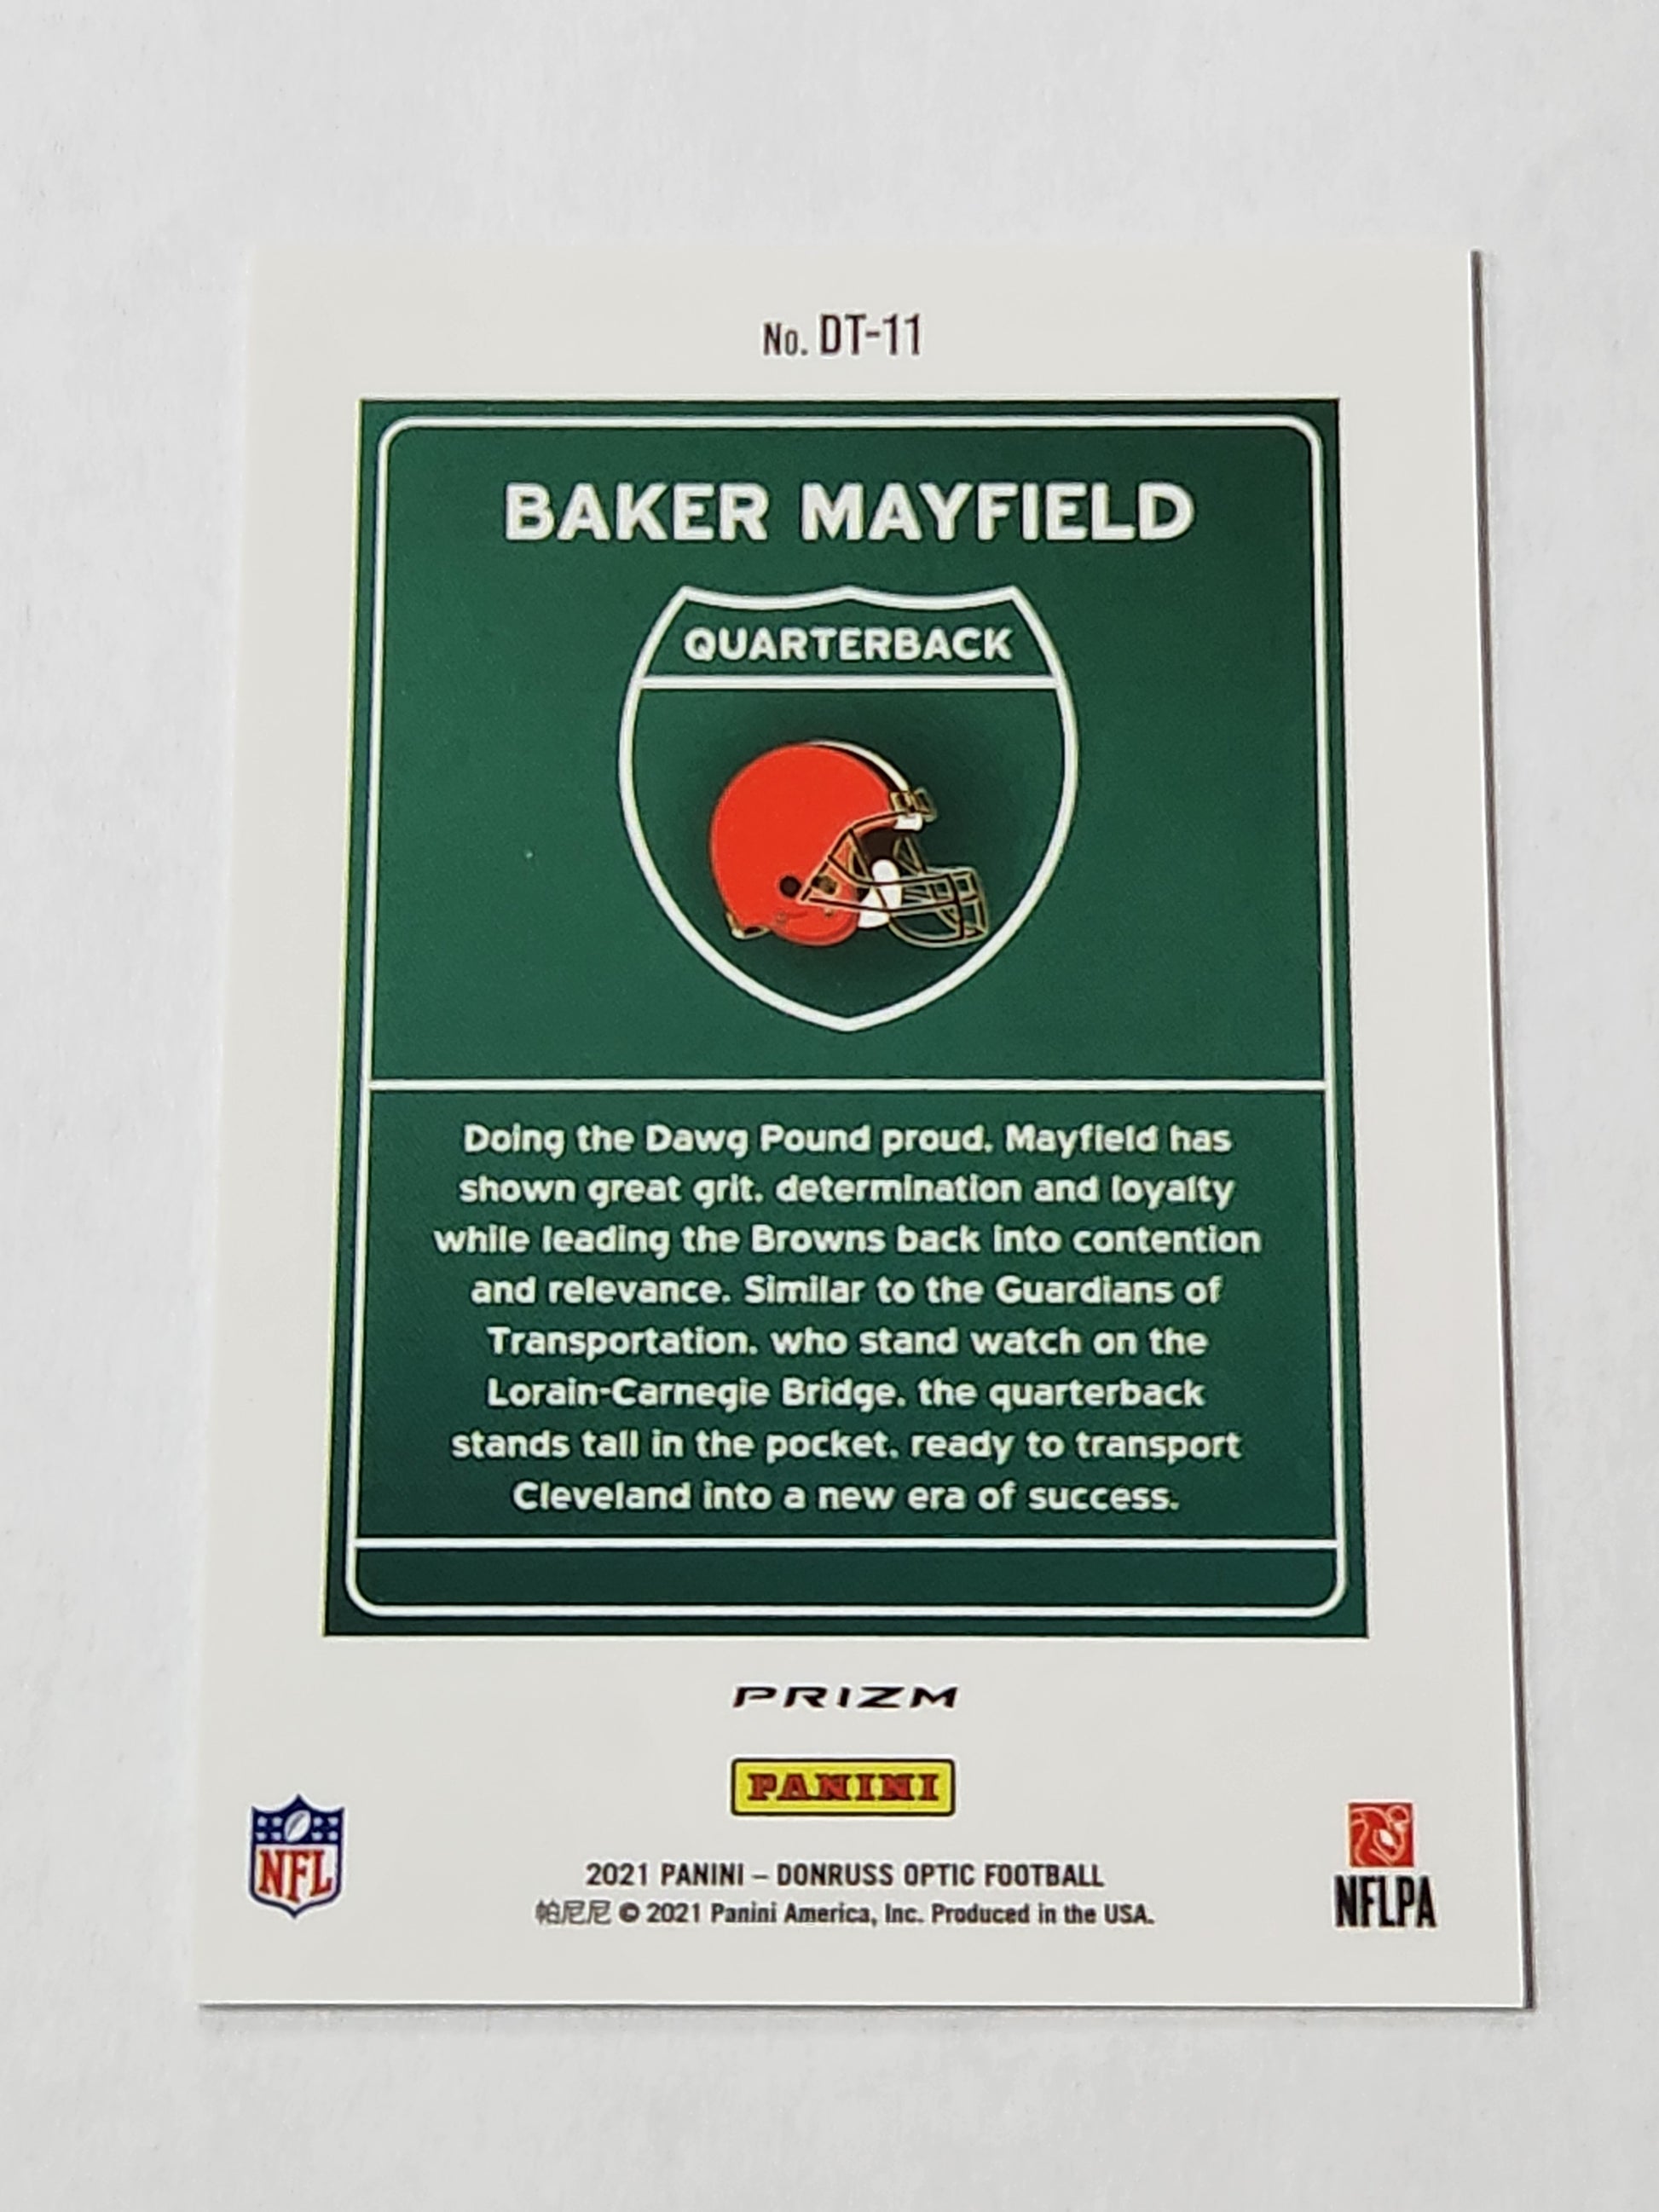 No. DT-11
BAKER MAYFIELD
QUARTERBACK
Doing the Dawg Pound proud, Mayfield has
shown great grit, determination and loyalty
while leading the Browns back into contention
and relevance. Similar to the Guardians of
Transportation, who stand watch on the
Lorain-Carnegie Bridge, the quarterback
stands tall in the pocket, ready to transport
Cleveland into a new era of success.
PRIZM
PANINI
NFL
2021 PANINI – DONRUSS OPTIC FOOTBALL
帕尼尼 © 2021 Panini America, Inc. Produced in the USA.
NFLPA